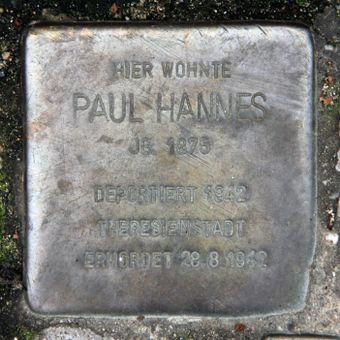 HIER WOHNTE
PAUL HANNES
JG. 1875
DEPORTIERT 1942
THERESIENSTADT
ERMORDET 28.8.1942